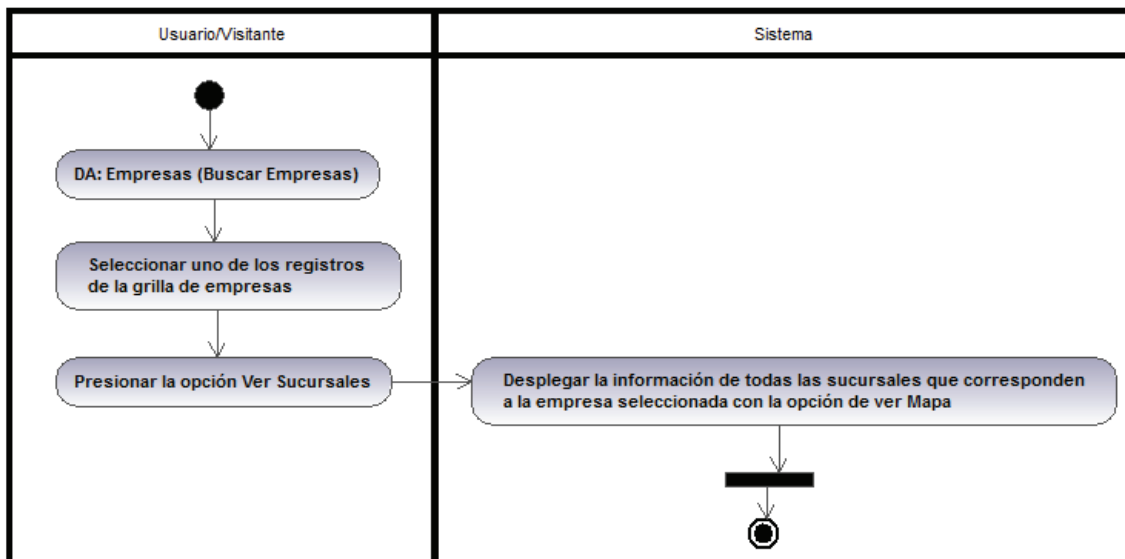 Usuario/Visitante
Sistema
DA: Empresas (Buscar Empresas)
Seleccionar uno de los registros
de la grilla de empresas
Presionar la opción Ver Sucursales
Desplegar la información de todas las sucursales que corresponden
a la empresa seleccionada con la opción de ver Mapa